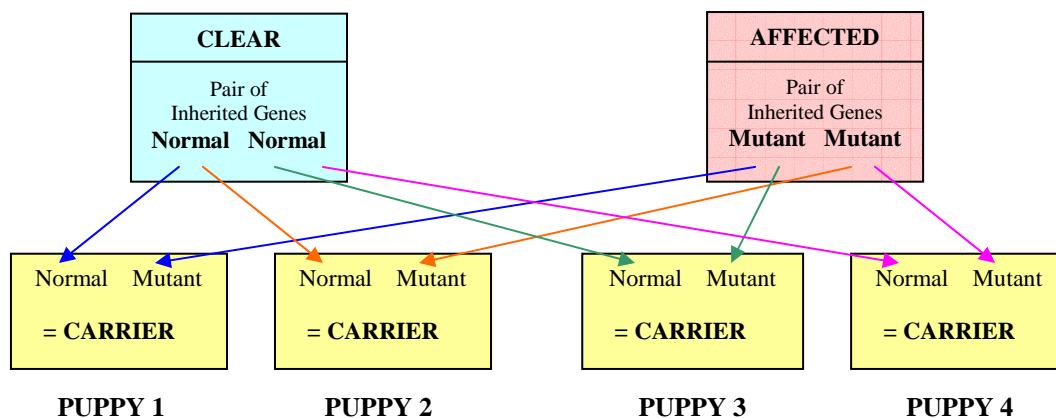 CLEAR
Pair of
Inherited Genes
Normal Normal
AFFECTED
Pair of
Inherited Genes
Mutant Mutant
Normal Mutant
= CARRIER
Normal Mutant
= CARRIER
Normal Mutant
= CARRIER
Normal Mutant
= CARRIER
PUPPY 1
PUPPY 2
PUPPY 3
PUPPY 4